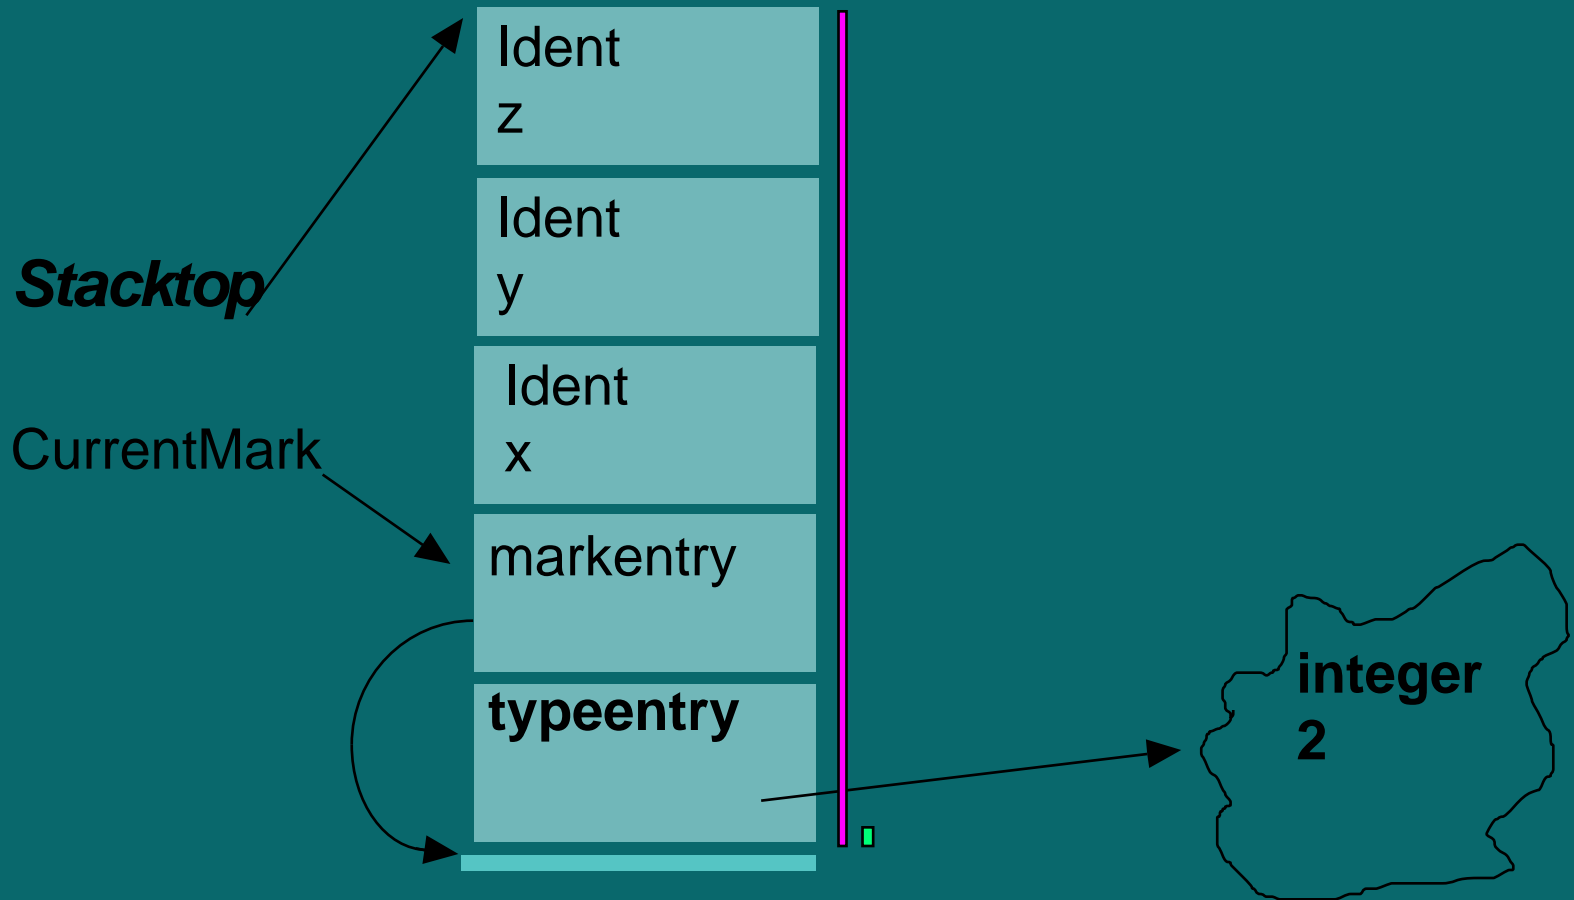 Ident
z
Ident
y
Stacktop
Ident
x
CurrentMark
markentry
typeentry
integer
2